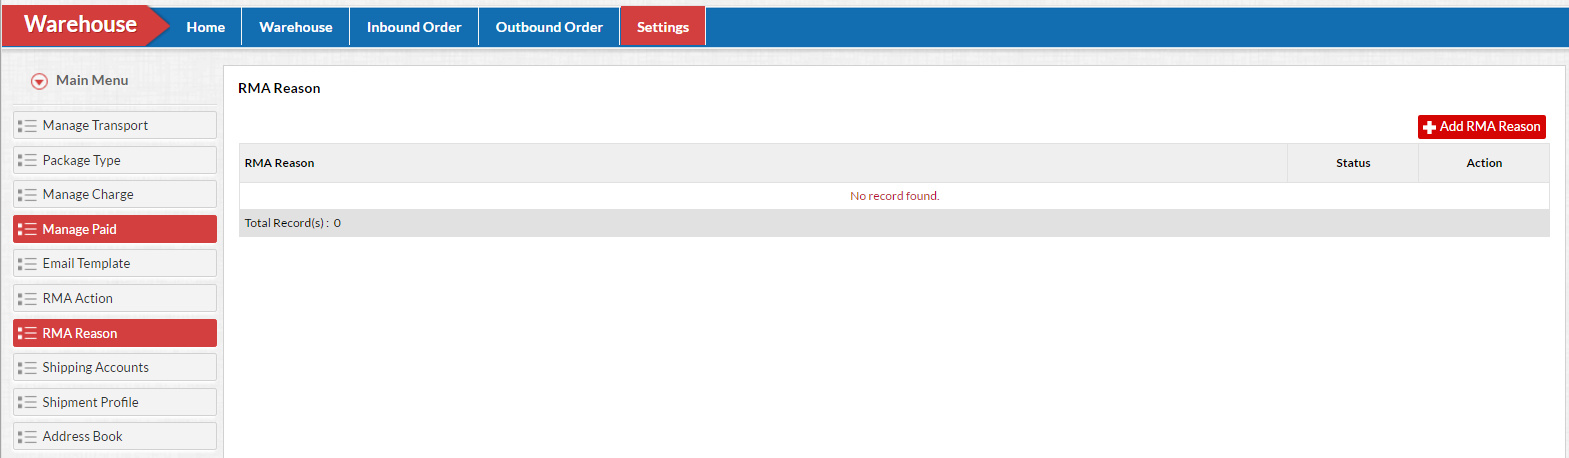 Warehouse
Home Warehouse Inbound Order Outbound Order Settings
Main Menu
Manage Transport
Package Type
Manage Charge
Manage Paid
Email Template
RMA Action
RMA Reason
Shipping Accounts
Shipment Profile
Address Book
RMA Reason
Add RMA Reason
RMA Reason Status Action
No record found.
Total Record(s) : 0